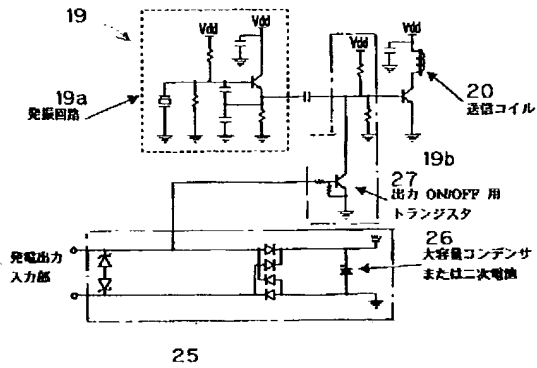 19
Vdd
Vdd
Vdd
Vdd
19a
発振回路
20
送信コイル
19b
27
出力 ON/OFF 用
トランジスタ
発電出力
入力部
26
大容量コンデンサ
または二次電池
25